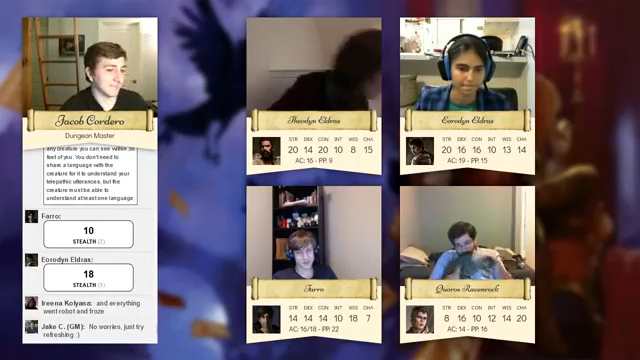 Jacob Cordero
Dungeon Master
any creature you can see within 30
feet of you. You don't need to
share a language with the
creature for it to understand your
telepathic utterances, but the
creature must be able to
understand at least one language.
Farro:
10
STEALTH (2)
Eorodyn Eldras:
18
STEALTH (3)
Ireena Kolyana: and everything
went robot and froze
Jake C. (GM): No worries, just try
refreshing :)
Theodyn Eldras
STR DEX CON INT WIS CHA
20 14 20 10 8 15
AC: 16 - PP: 9
Eorodyn Eldras
STR DEX CON INT WIS CHA
20 16 14 10 13 14
AC: 19 - PP: 15
Farro
STR DEX CON INT WIS CHA
14 14 14 10 18 7
AC: 16/18 - PP: 22
Quoros Ravenrock
STR DEX CON INT WIS CHA
8 16 10 12 14 20
AC: 14 - PP: 16